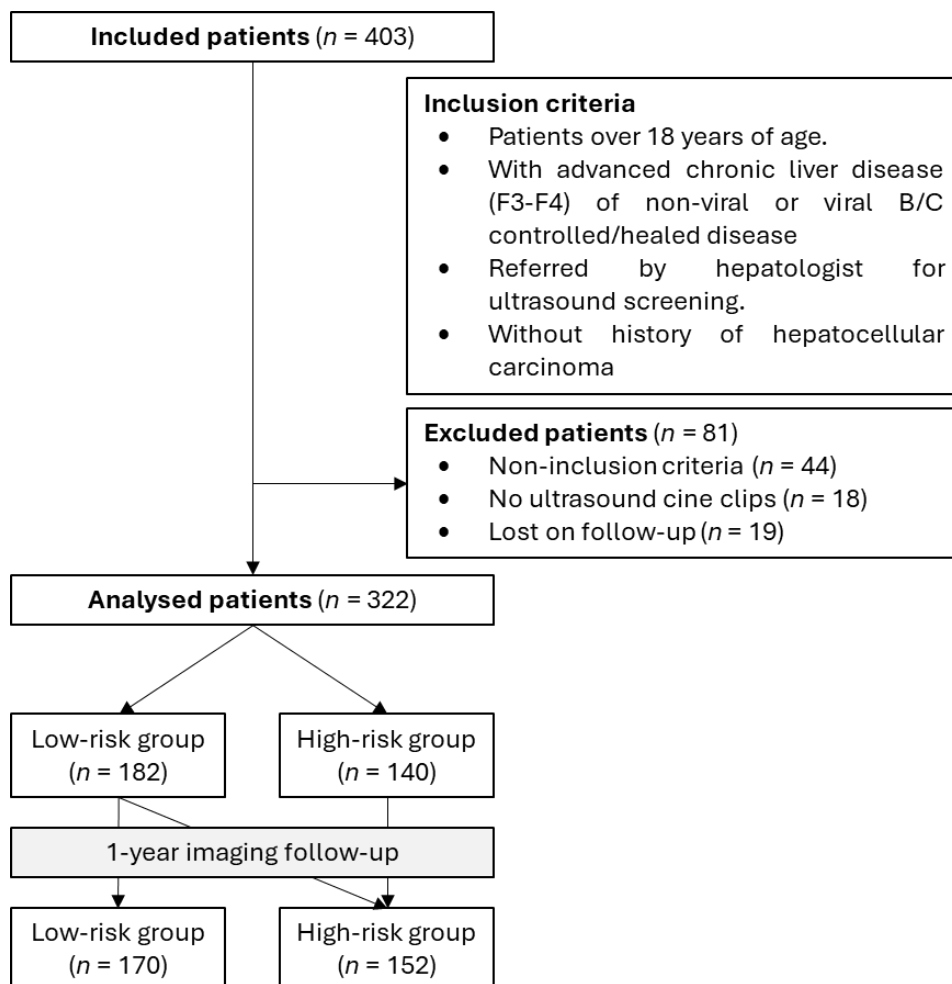 Included patients (n = 403)
Inclusion criteria
• Patients over 18 years of age.
• With advanced chronic liver disease
(F3-F4) of non-viral or viral B/C
controlled/healed disease
• Referred by hepatologist for
ultrasound screening.
• Without history of hepatocellular
carcinoma
Excluded patients (n = 81)
• Non-inclusion criteria (n = 44)
• No ultrasound cine clips (n = 18)
• Lost on follow-up (n = 19)
Analysed patients (n = 322)
Low-risk group
(n = 182)
High-risk group
(n = 140)
1-year imaging follow-up
Low-risk group
(n = 170)
High-risk group
(n = 152)